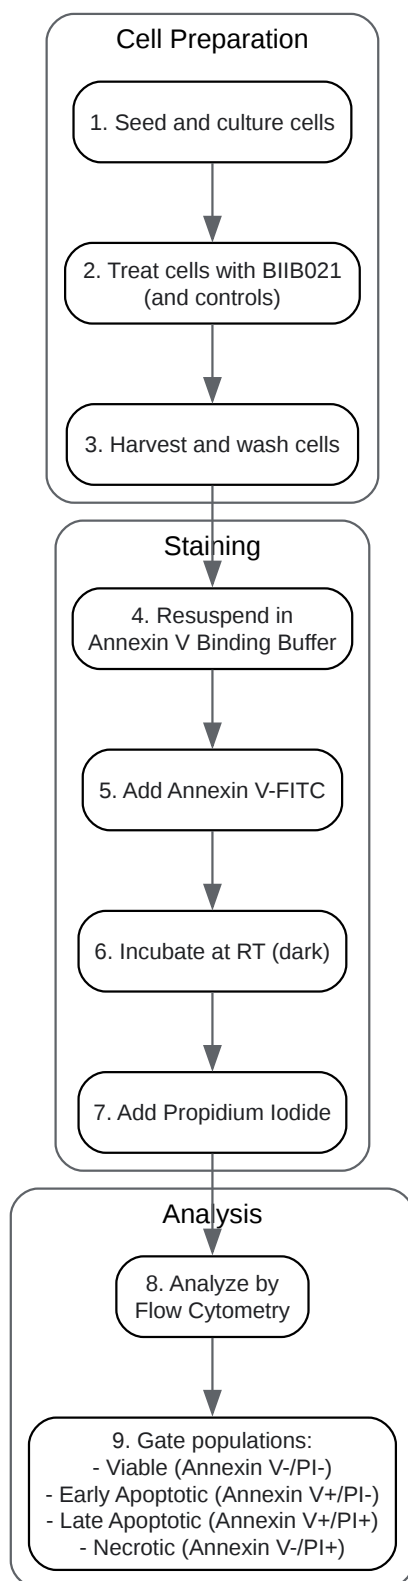 Cell Preparation
1. Seed and culture cells
2. Treat cells with BIIB021
(and controls)
3. Harvest and wash cells
Staining
4. Resuspend in
Annexin V Binding Buffer
5. Add Annexin V-FITC
6. Incubate at RT (dark)
7. Add Propidium Iodide
Analysis
8. Analyze by
Flow Cytometry
9. Gate populations:
- Viable (Annexin V-/PI-)
- Early Apoptotic (Annexin V+/PI-)
- Late Apoptotic (Annexin V+/PI+)
- Necrotic (Annexin V-/PI+)